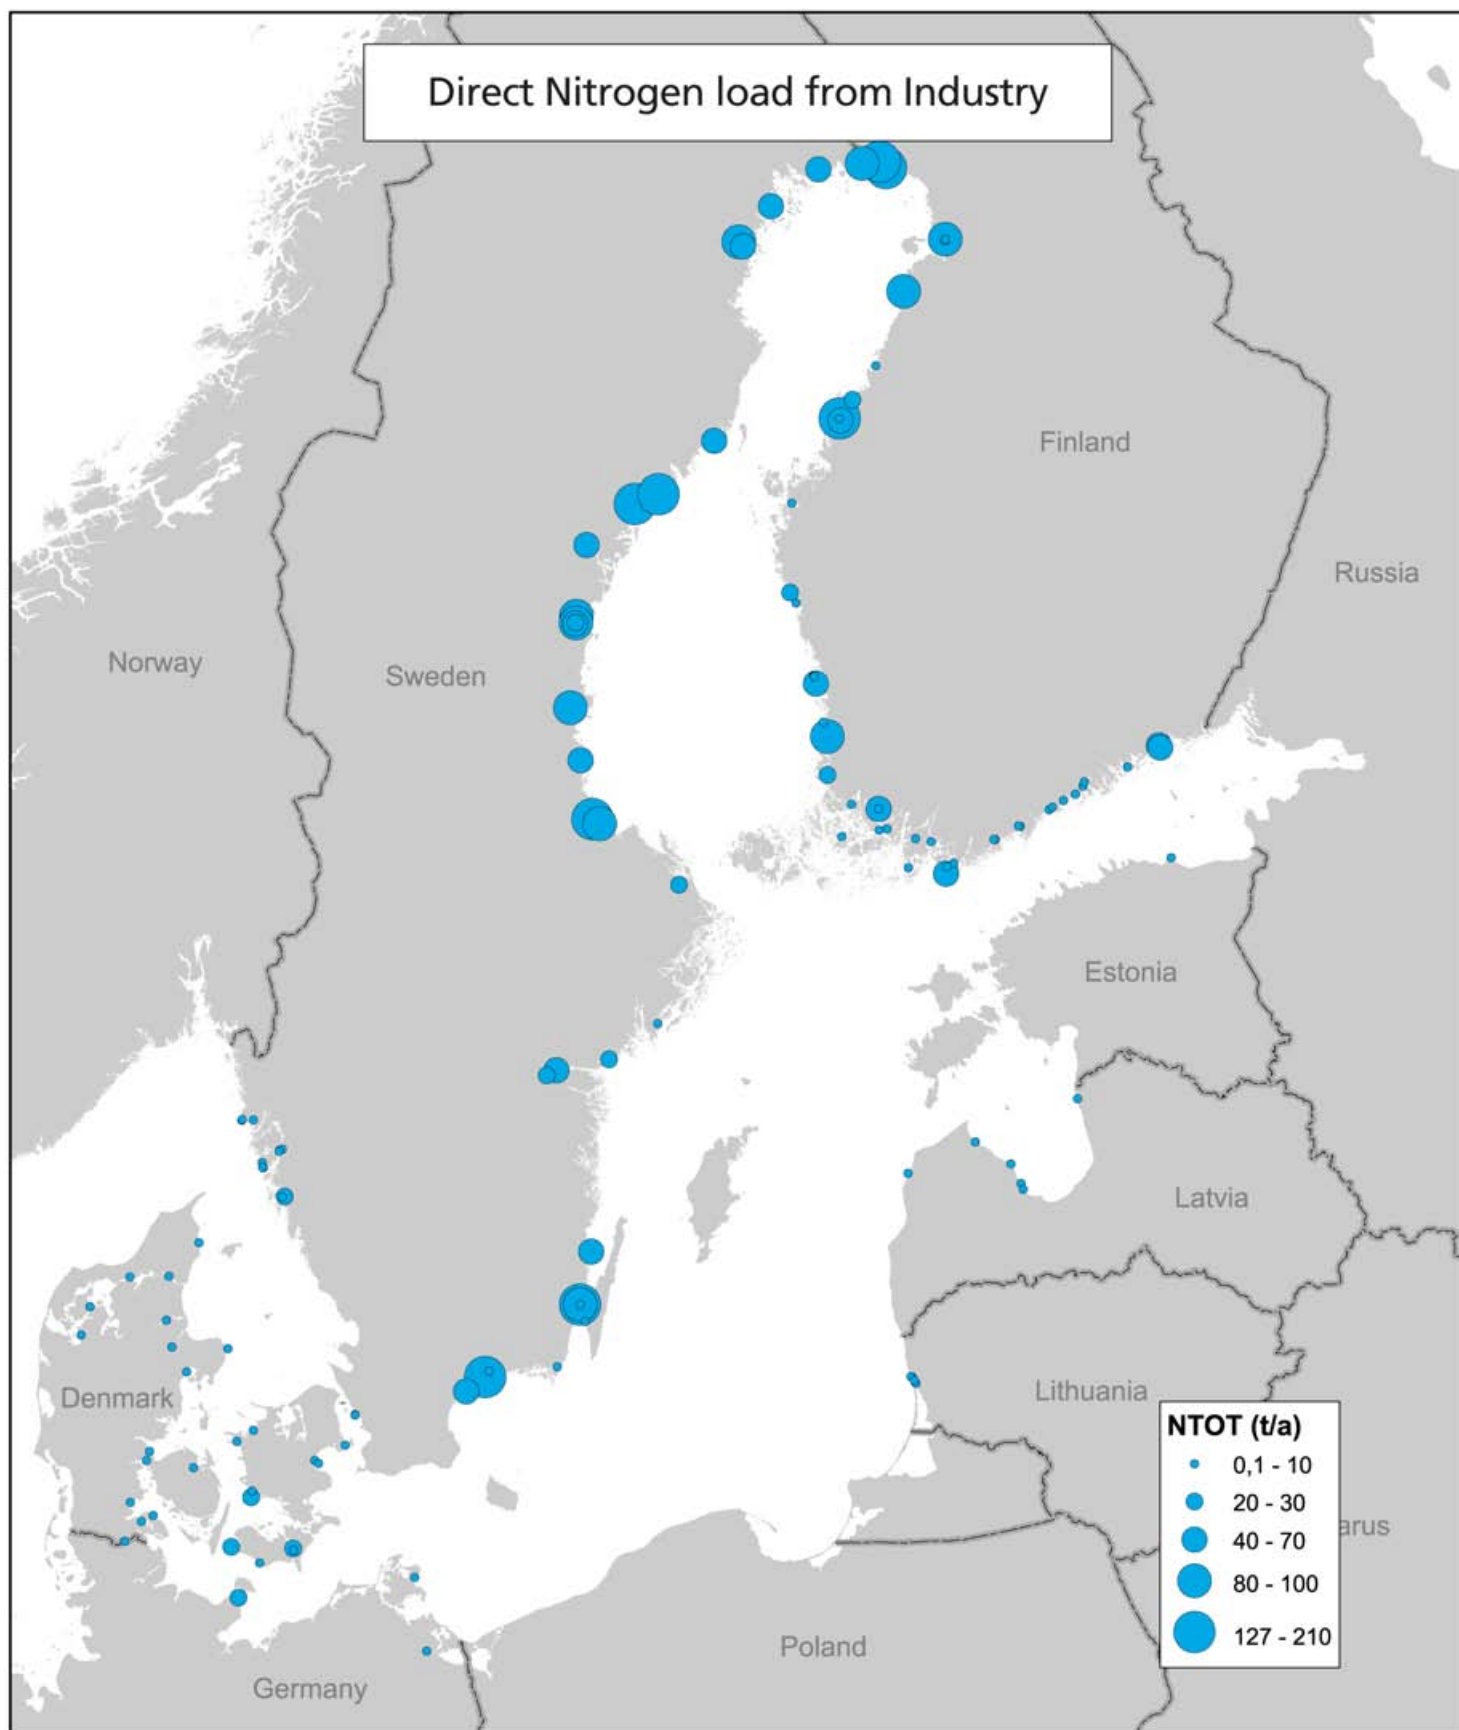 Direct Nitrogen load from Industry
Finland
Russia
Norway
Sweden
Estonia
Latvia
Denmark
Lithuania
NTOT (t/a)
0,1 - 10
20 - 30
40 - 70
80 - 100
127 - 210
arus
Poland
Germany